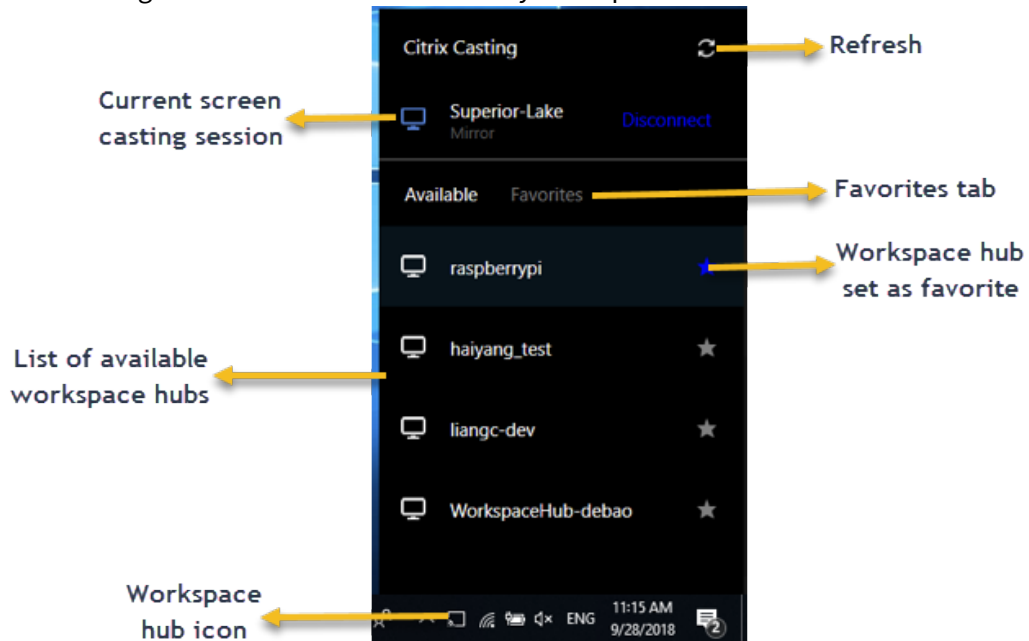 Citrix Casting
Refresh
Current screen
casting session
Superior-Lake
Mirror
Disconnect
Available Favorites
Favorites tab
raspberrypi
Workspace hub
set as favorite
haiyang_test
List of available
workspace hubs
liangc-dev
WorkspaceHub-debao
Workspace
hub icon
ENG
11:15 AM
9/28/2018
2